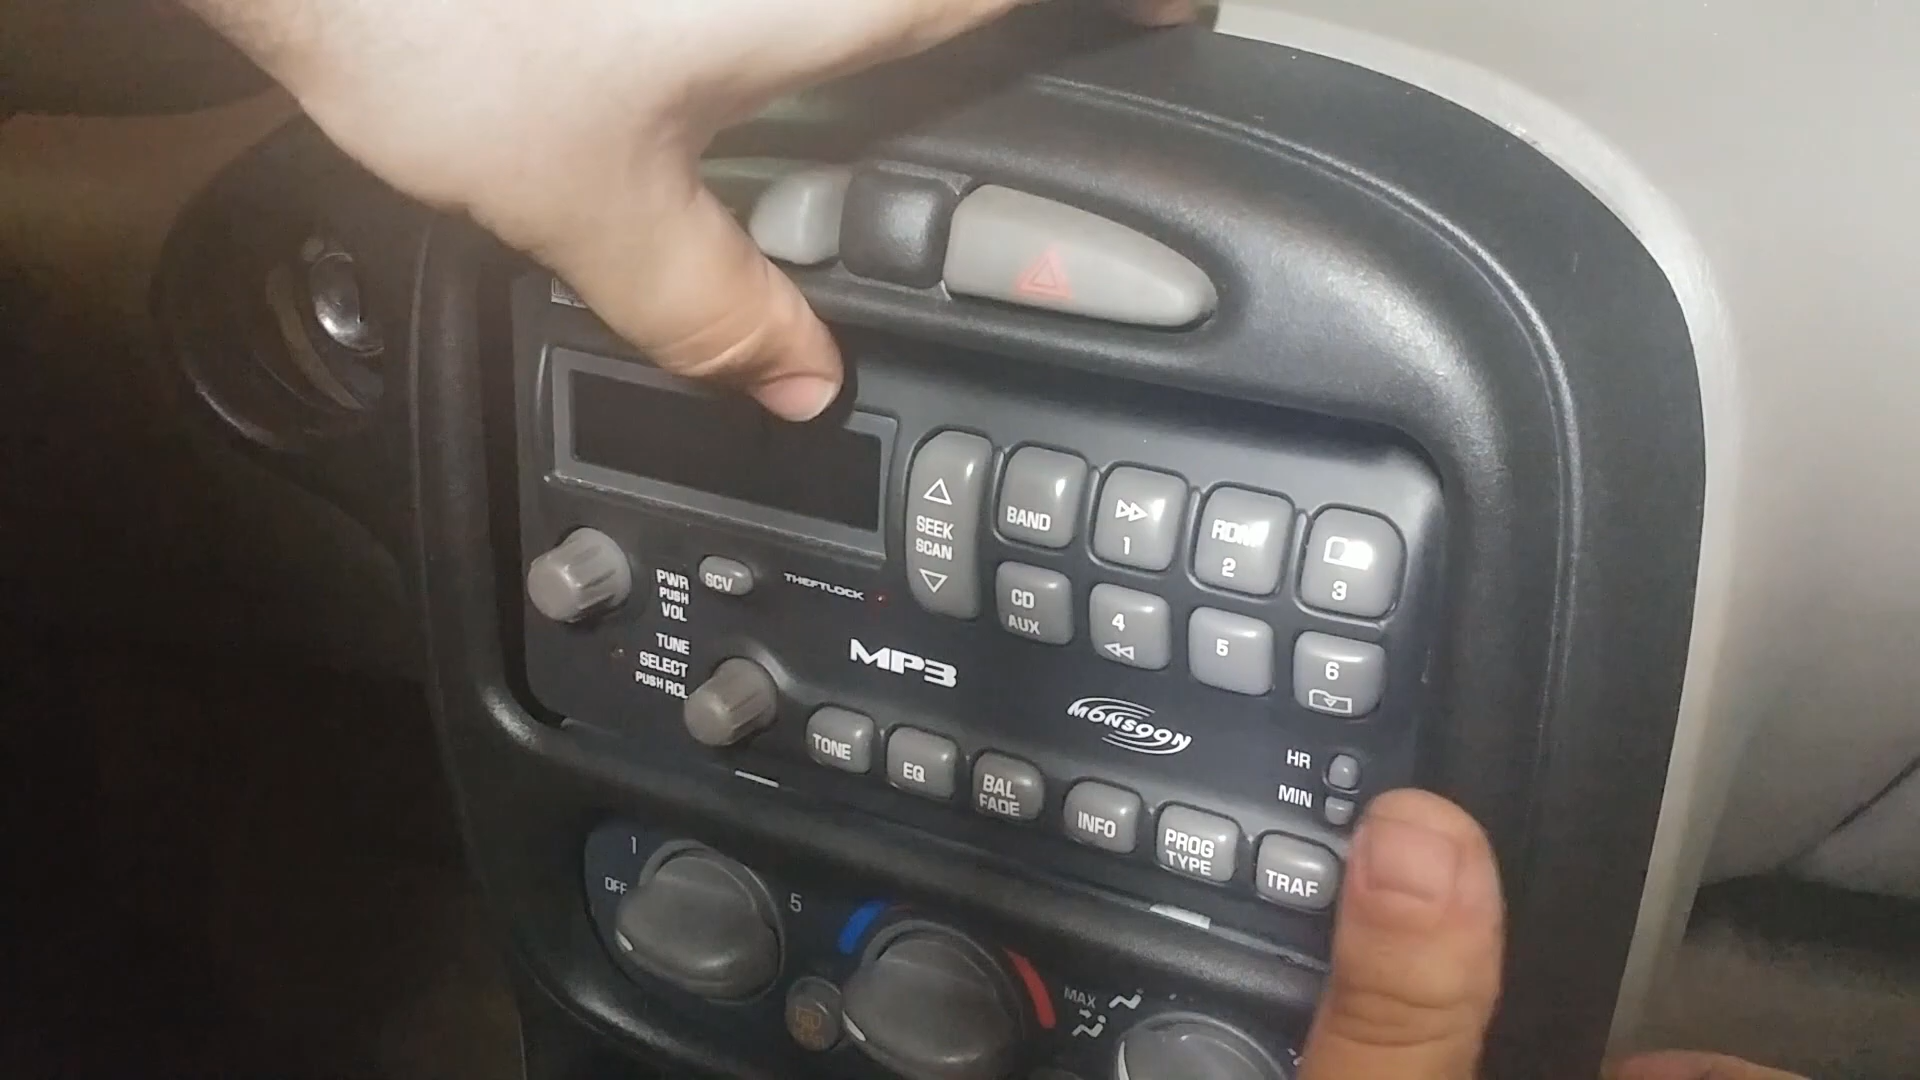 SEEK
SCAN
BAND
1
RDM
2
3
PWR
PUSH
VOL
SCV
THEFTLOCK
CD
AUX
4
5
6
TUNE
SELECT
PUSH RCL
MP3
MONSOON
TONE
EQ
BAL
FADE
INFO
PROG
TYPE
TRAF
HR
MIN
1
OFF
5
MAX